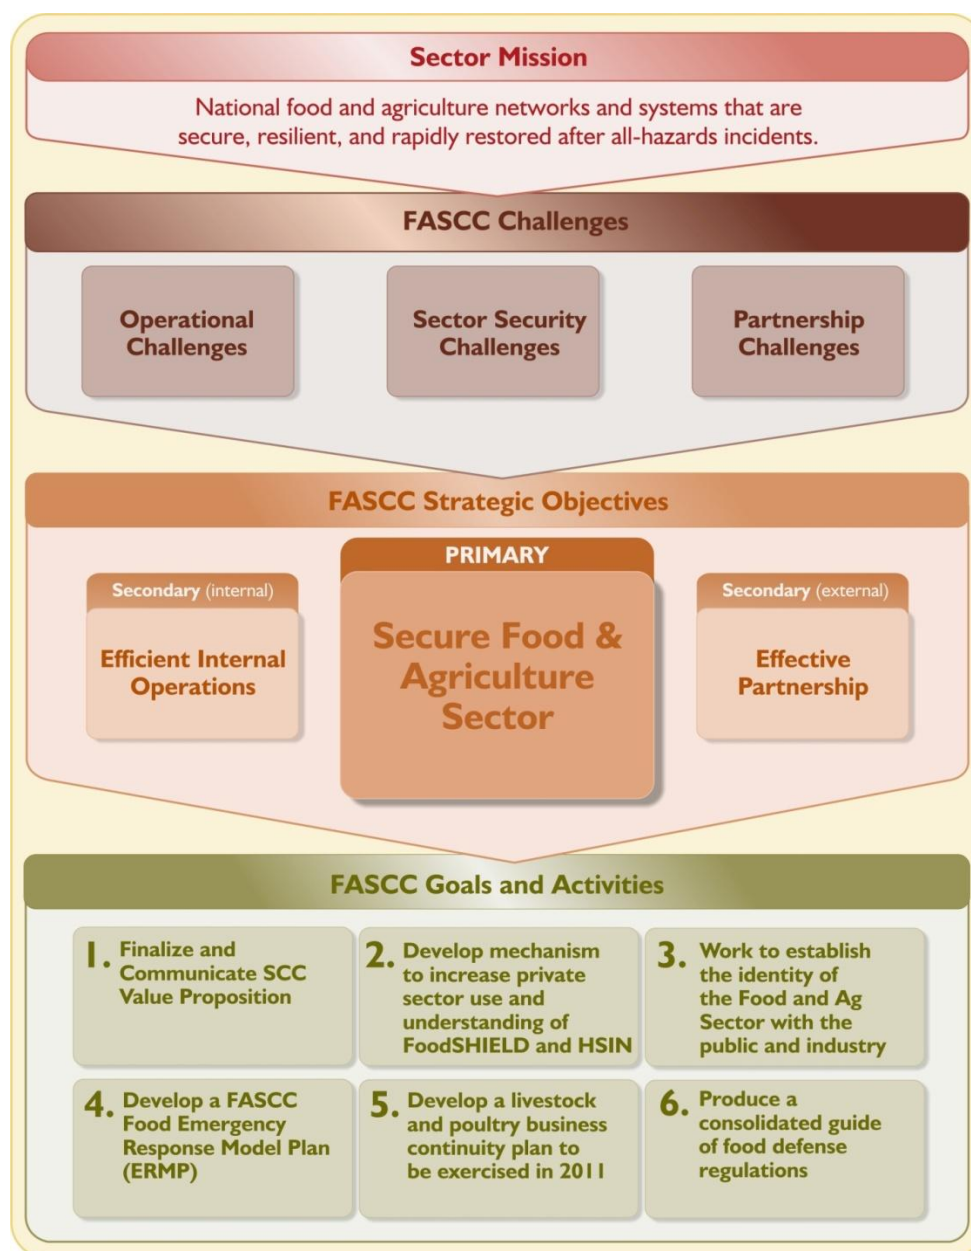 Sector Mission
National food and agriculture networks and systems that are
secure, resilient, and rapidly restored after all-hazards incidents.
FASCC Challenges
Operational
Challenges
Sector Security
Challenges
Partnership
Challenges
FASCC Strategic Objectives
Secondary (internal)
Efficient Internal
Operations
PRIMARY
Secure Food &
Agriculture
Sector
Secondary (external)
Effective
Partnership
FASCC Goals and Activities
1. Finalize and
Communicate SCC
Value Proposition
2. Develop mechanism
to increase private
sector use and
understanding of
FoodSHIELD and HSIN
3. Work to establish
the identity of
the Food and Ag
Sector with the
public and industry
4. Develop a FASCC
Food Emergency
Response Model Plan
(ERMP)
5. Develop a livestock
and poultry business
continuity plan to
be exercised in 2011
6. Produce a
consolidated guide
of food defense
regulations